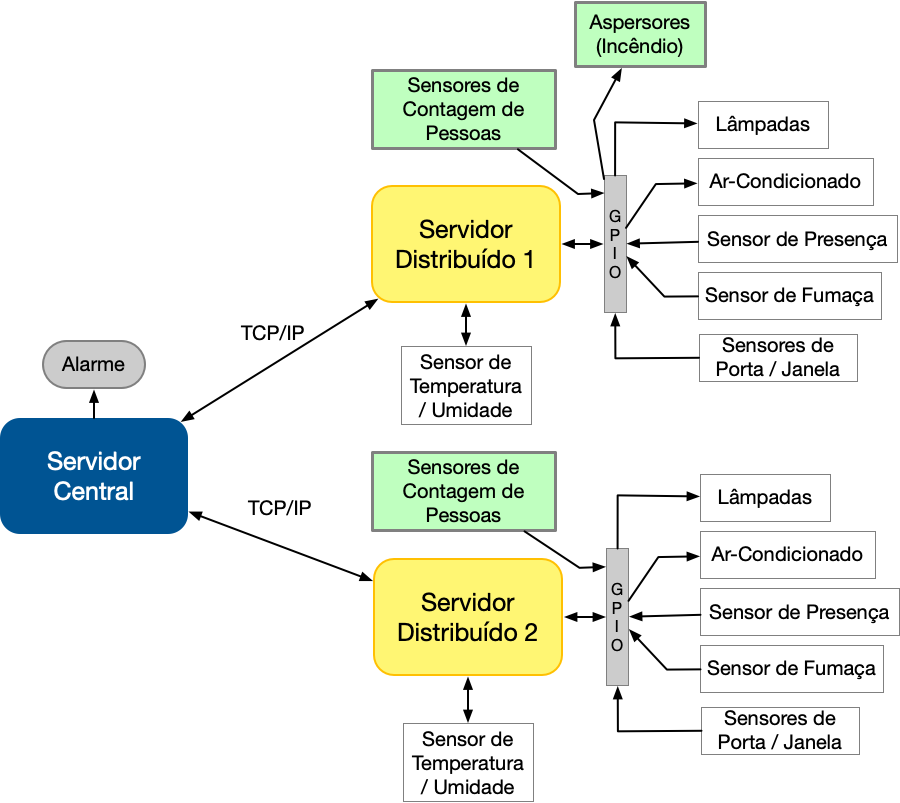 Aspersores
(Incêndio)
Sensores de
Contagem de
Pessoas
Lâmpadas
Ar-Condicionado
Servidor
Distribuído 1
G
P
I
O
Sensor de Presença
Sensor de Fumaça
TCP/IP
Sensores de
Porta / Janela
Alarme
Sensor de
Temperatura
/ Umidade
Servidor
Central
Sensores de
Contagem de
Pessoas
TCP/IP
Lâmpadas
Ar-Condicionado
Servidor
Distribuído 2
G
P
I
O
Sensor de Presença
Sensor de Fumaça
Sensores de
Porta / Janela
Sensor de
Temperatura
/ Umidade